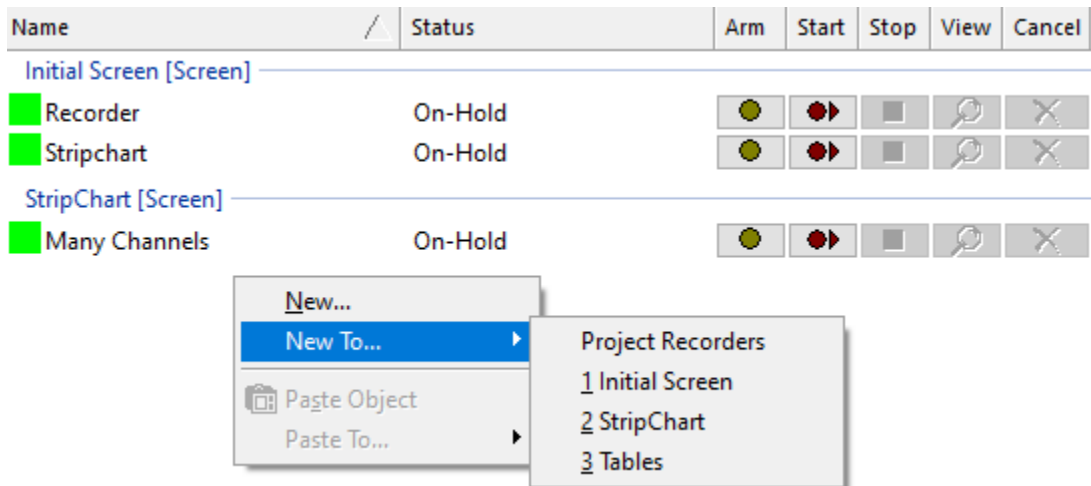 Name Status Arm Start Stop View Cancel
Initial Screen [Screen]
Recorder On-Hold
Stripchart On-Hold
StripChart [Screen]
Many Channels On-Hold
New...
New To...
Paste Object
Paste To...
Project Recorders
1 Initial Screen
2 StripChart
3 Tables